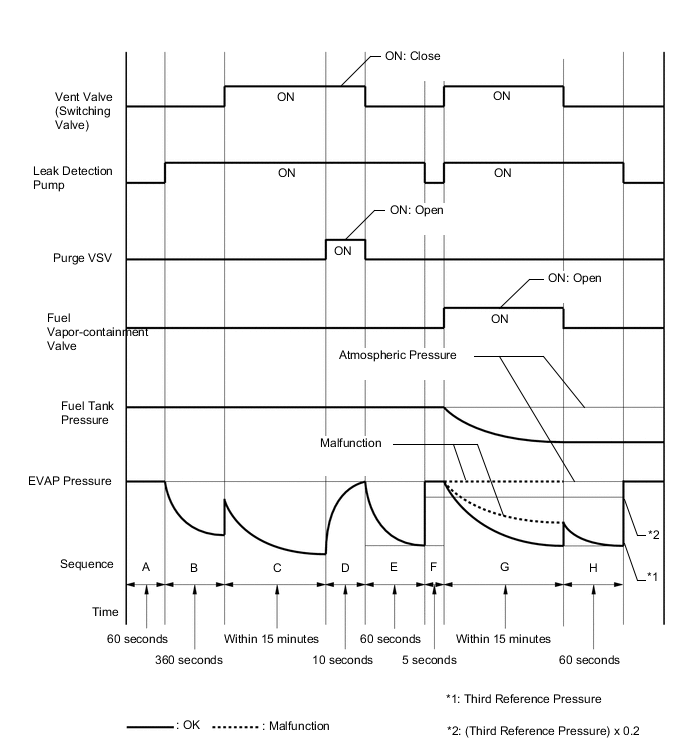 ON: Close
Vent Valve
(Switching
Valve)
ON
ON
Leak Detection
Pump
ON
ON
ON: Open
Purge VSV
ON
ON: Open
Fuel
Vapor-containment
Valve
ON
Atmospheric Pressure
Fuel Tank
Pressure
Malfunction
EVAP Pressure
*2
*1
Sequence
A B C D E F G H
Time
60 seconds Within 15 minutes 60 seconds Within 15 minutes
360 seconds 10 seconds 5 seconds 60 seconds
*1: Third Reference Pressure
: OK : Malfunction
*2: (Third Reference Pressure) x 0.2